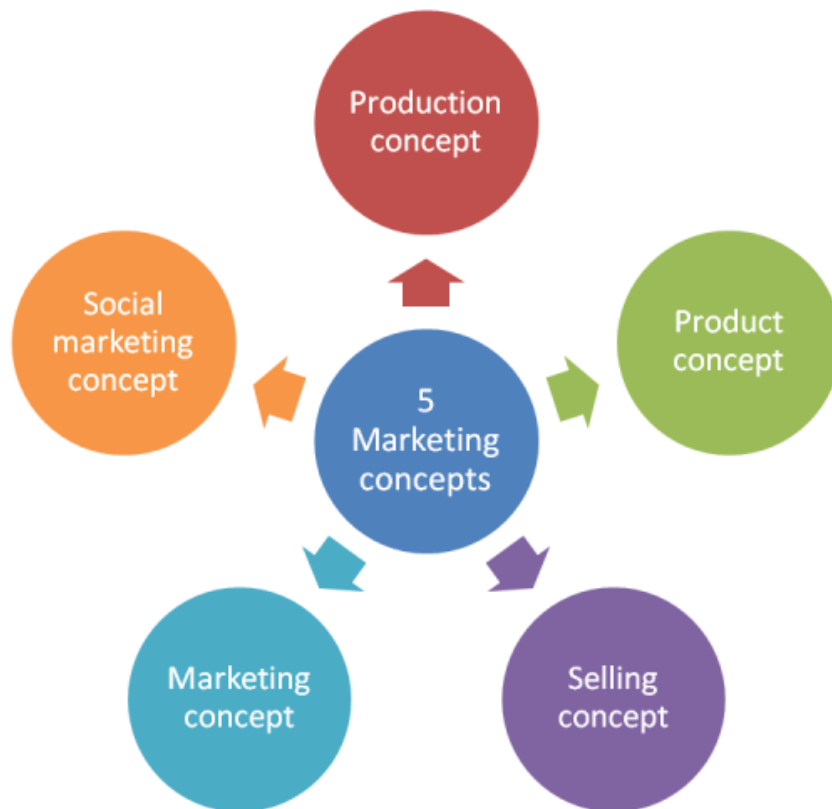 Production
concept
Product
concept
Selling
concept
Marketing
concept
Social
marketing
concept
5
Marketing
concepts